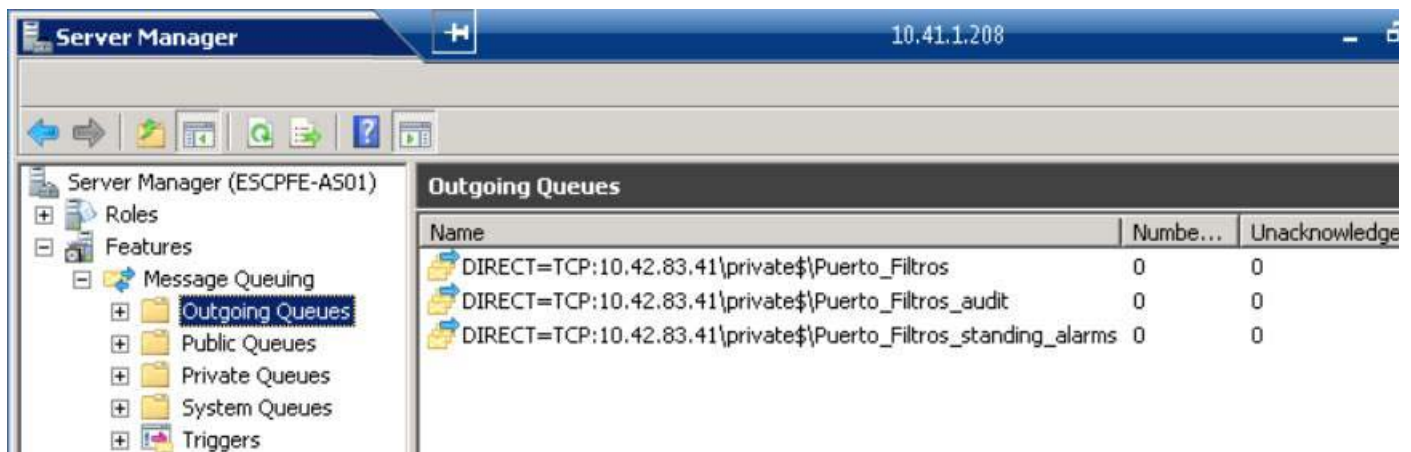 Server Manager
10.41.1.208
Server Manager (ESCPFE-AS01)
Roles
Features
Message Queuing
Outgoing Queues
Public Queues
Private Queues
System Queues
Triggers
Outgoing Queues
Name Numbe... Unacknowledge
DIRECT=TCP:10.42.83.41\private$\Puerto_Filtros 0 0
DIRECT=TCP:10.42.83.41\private$\Puerto_Filtros_audit 0 0
DIRECT=TCP:10.42.83.41\private$\Puerto_Filtros_standing_alarms 0 0